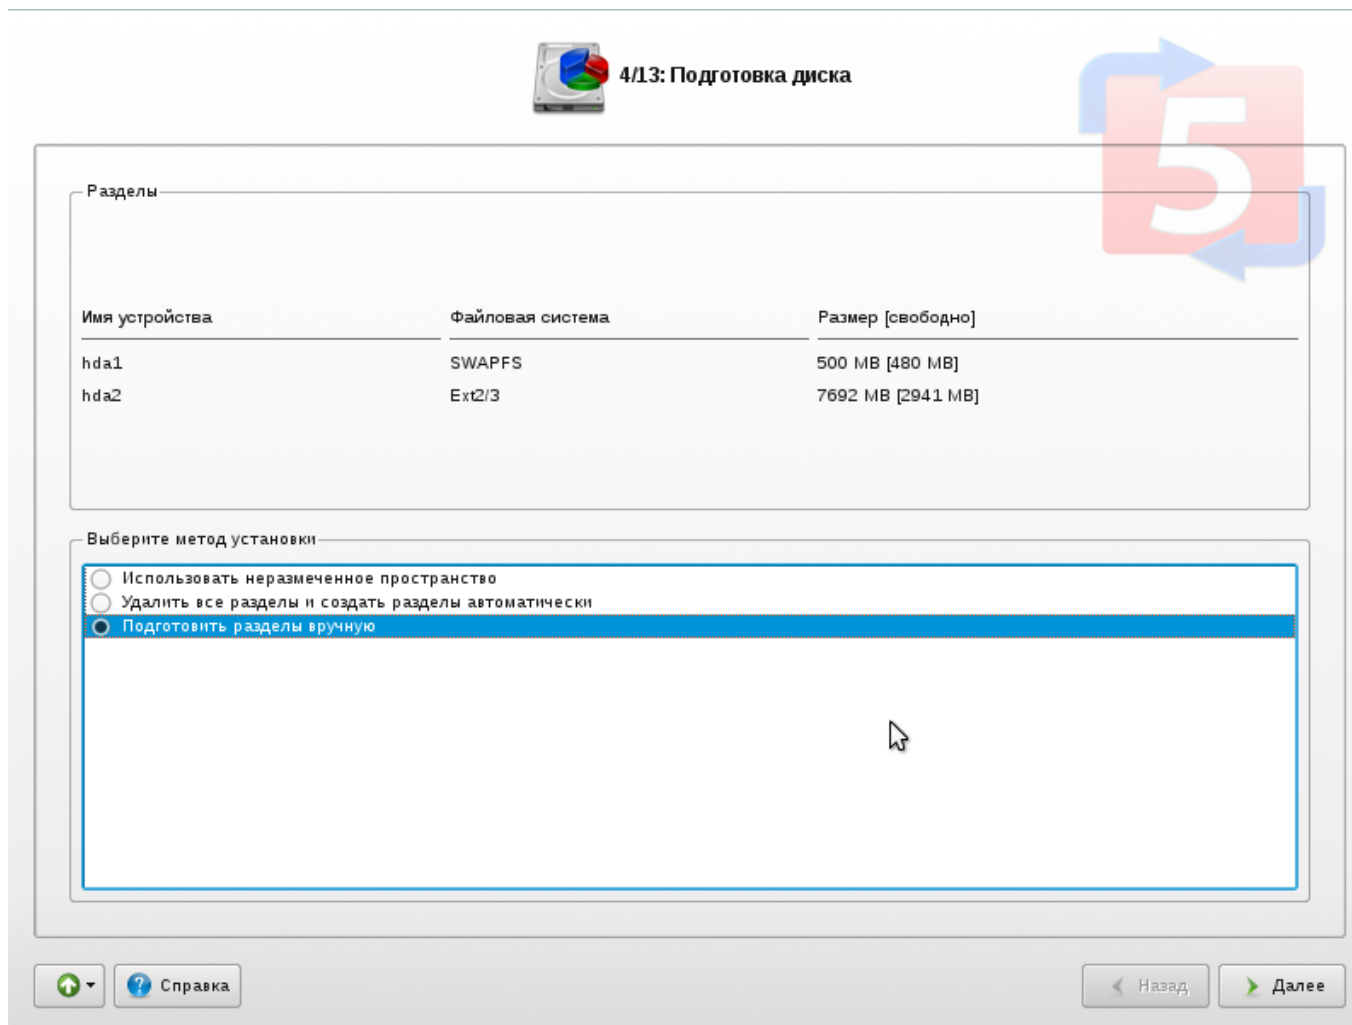 4/13: Подготовка диска
5
Разделы
Имя устройства Файловая система Размер [свободно]
hda1 SWAPFS 500 MB [480 MB]
hda2 Ext2/3 7692 MB [2941 MB]
Выберите метод установки
Использовать неразмеченное пространство
Удалить все разделы и создать разделы автоматически
Подготовить разделы вручную
Справка Назад Далее